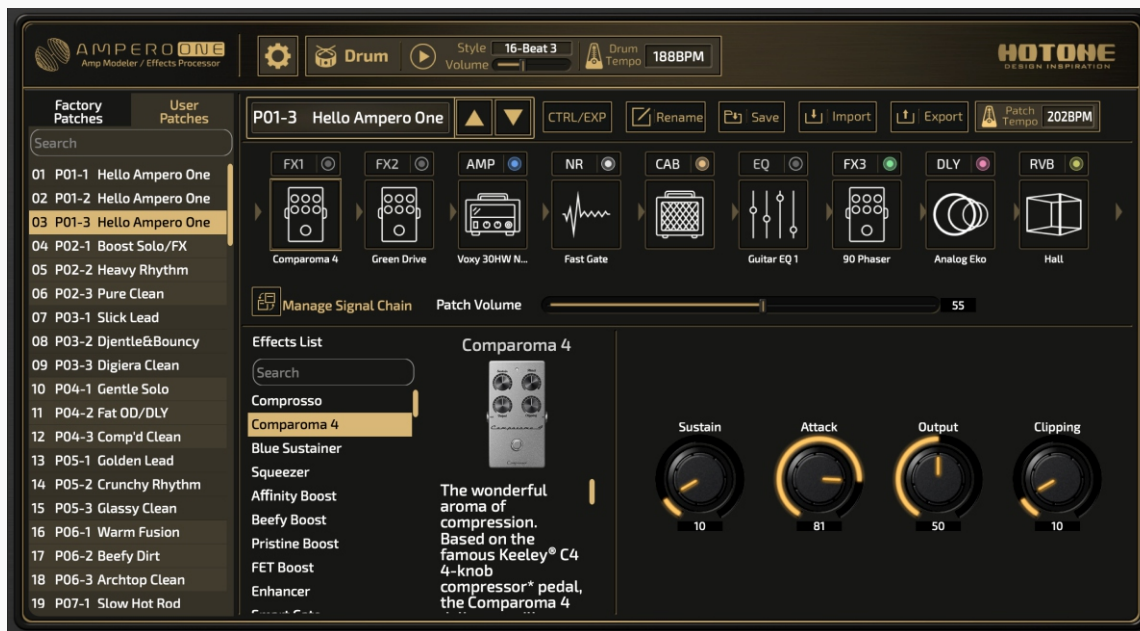 AMPERO ONE
Amp Modeler / Effects Processor
Drum
Style 16-Beat 3
Volume
Drum Tempo 188BPM
HOTONE
DESIGN INSPIRATION
Factory Patches
User Patches
Search
01 P01-1 Hello Ampero One
02 P01-2 Hello Ampero One
03 P01-3 Hello Ampero One
04 P02-1 Boost Solo/FX
05 P02-2 Heavy Rhythm
06 P02-3 Pure Clean
07 P03-1 Slick Lead
08 P03-2 Djentle&Bouncy
09 P03-3 Digiera Clean
10 P04-1 Gentle Solo
11 P04-2 Fat OD/DLY
12 P04-3 Comp'd Clean
13 P05-1 Golden Lead
14 P05-2 Crunchy Rhythm
15 P05-3 Glassy Clean
16 P06-1 Warm Fusion
17 P06-2 Beefy Dirt
18 P06-3 Archtop Clean
19 P07-1 Slow Hot Rod
P01-3 Hello Ampero One
CTRL/EXP
Rename
Save
Import
Export
Patch Tempo 202BPM
FX1 FX2 AMP NR CAB EQ FX3 DLY RVB
Comparoma 4 Green Drive Voxy 30HW N... Fast Gate Guitar EQ 1 90 Phaser Analog Eko Hall
Manage Signal Chain
Patch Volume 55
Effects List
Search
Comprosso
Comparoma 4
Blue Sustainer
Squeezer
Affinity Boost
Beefy Boost
Pristine Boost
FET Boost
Enhancer
Comparoma 4
The wonderful
aroma of
compression.
Based on the
famous Keeley® C4
4-knob
compressor* pedal,
the Comparoma 4
Sustain Attack Output Clipping
10 81 50 10